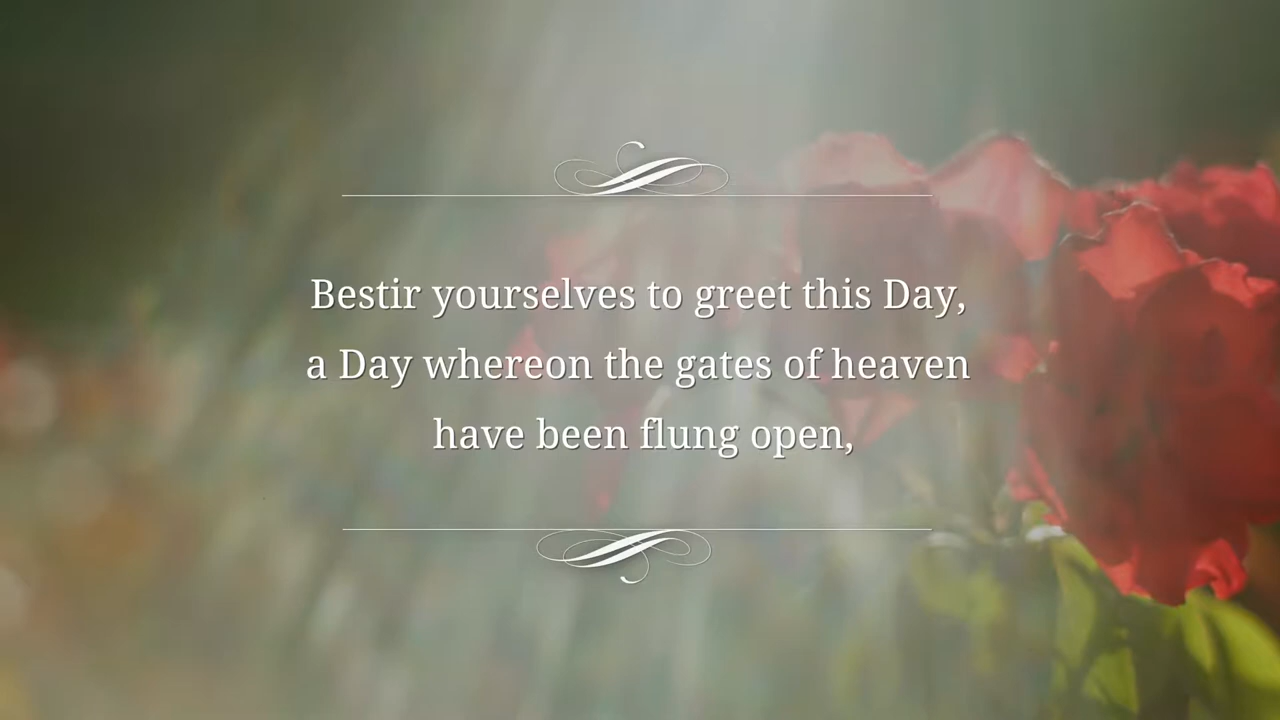 Bestir yourselves to greet this Day,
a Day whereon the gates of heaven
have been flung open,